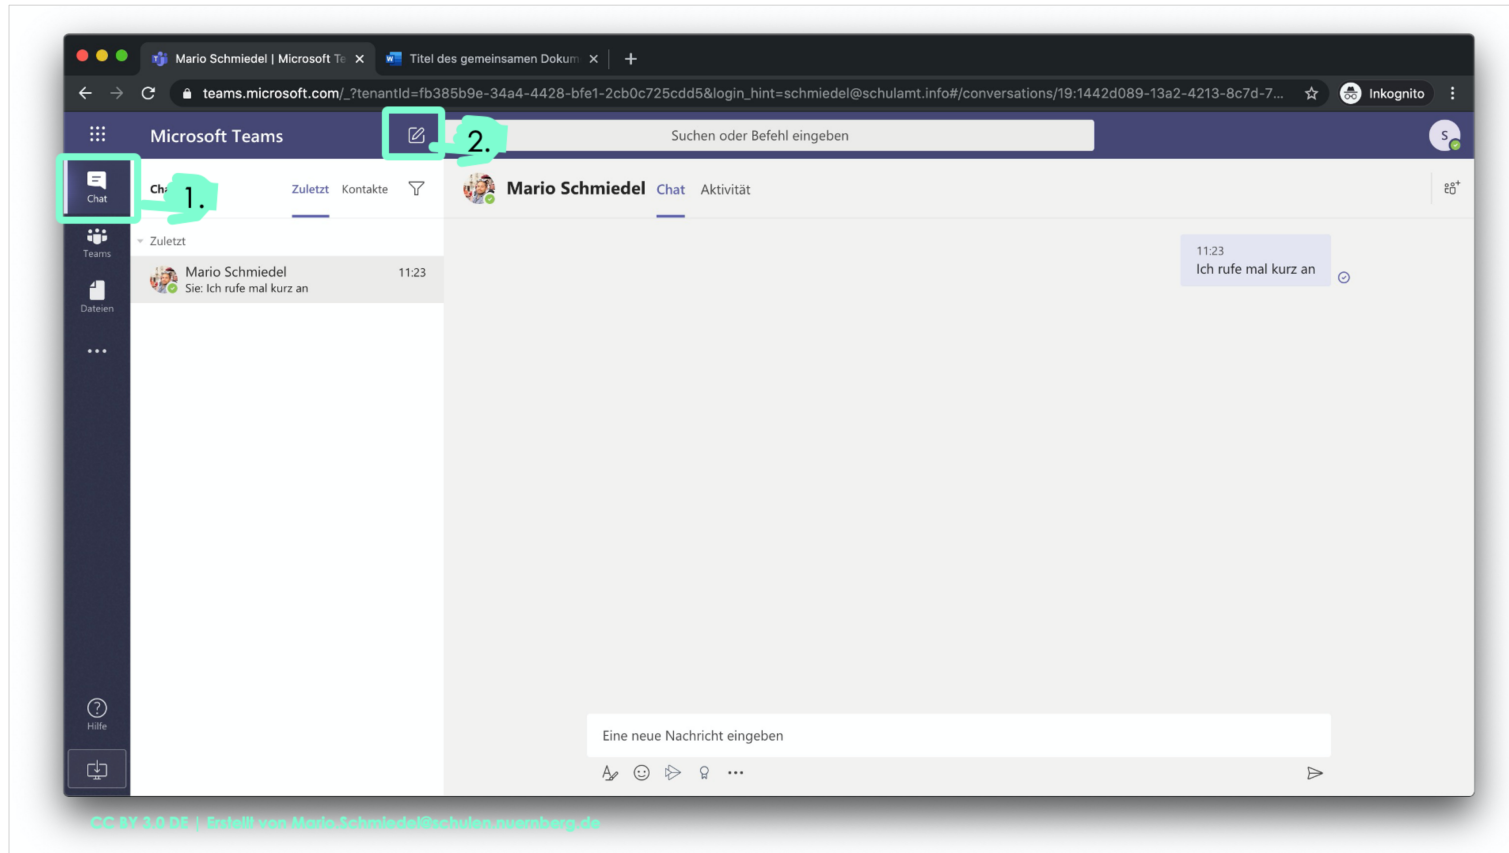 Mario Schmiedel | Microsoft Te
Titel des gemeinsamen Dokum
teams.microsoft.com/_?tenantId=fb385b9e-34a4-4428-bfe1-2cb0c725cdd5&login_hint=schmiedel@schulamt.info#/conversations/19:1442d089-13a2-4213-8c7d-7...
Inkognito
Microsoft Teams
2.
Suchen oder Befehl eingeben
S
Chat
1.
Zuletzt Kontakte
Mario Schmiedel Chat Aktivität
Teams
Zuletzt
Mario Schmiedel 11:23
Sie: Ich rufe mal kurz an
11:23
Ich rufe mal kurz an
Dateien
Hilfe
Eine neue Nachricht eingeben
CC BY 3.0 DE | Erstellt von Mario.Schmiedel@schulen.nuernberg.de